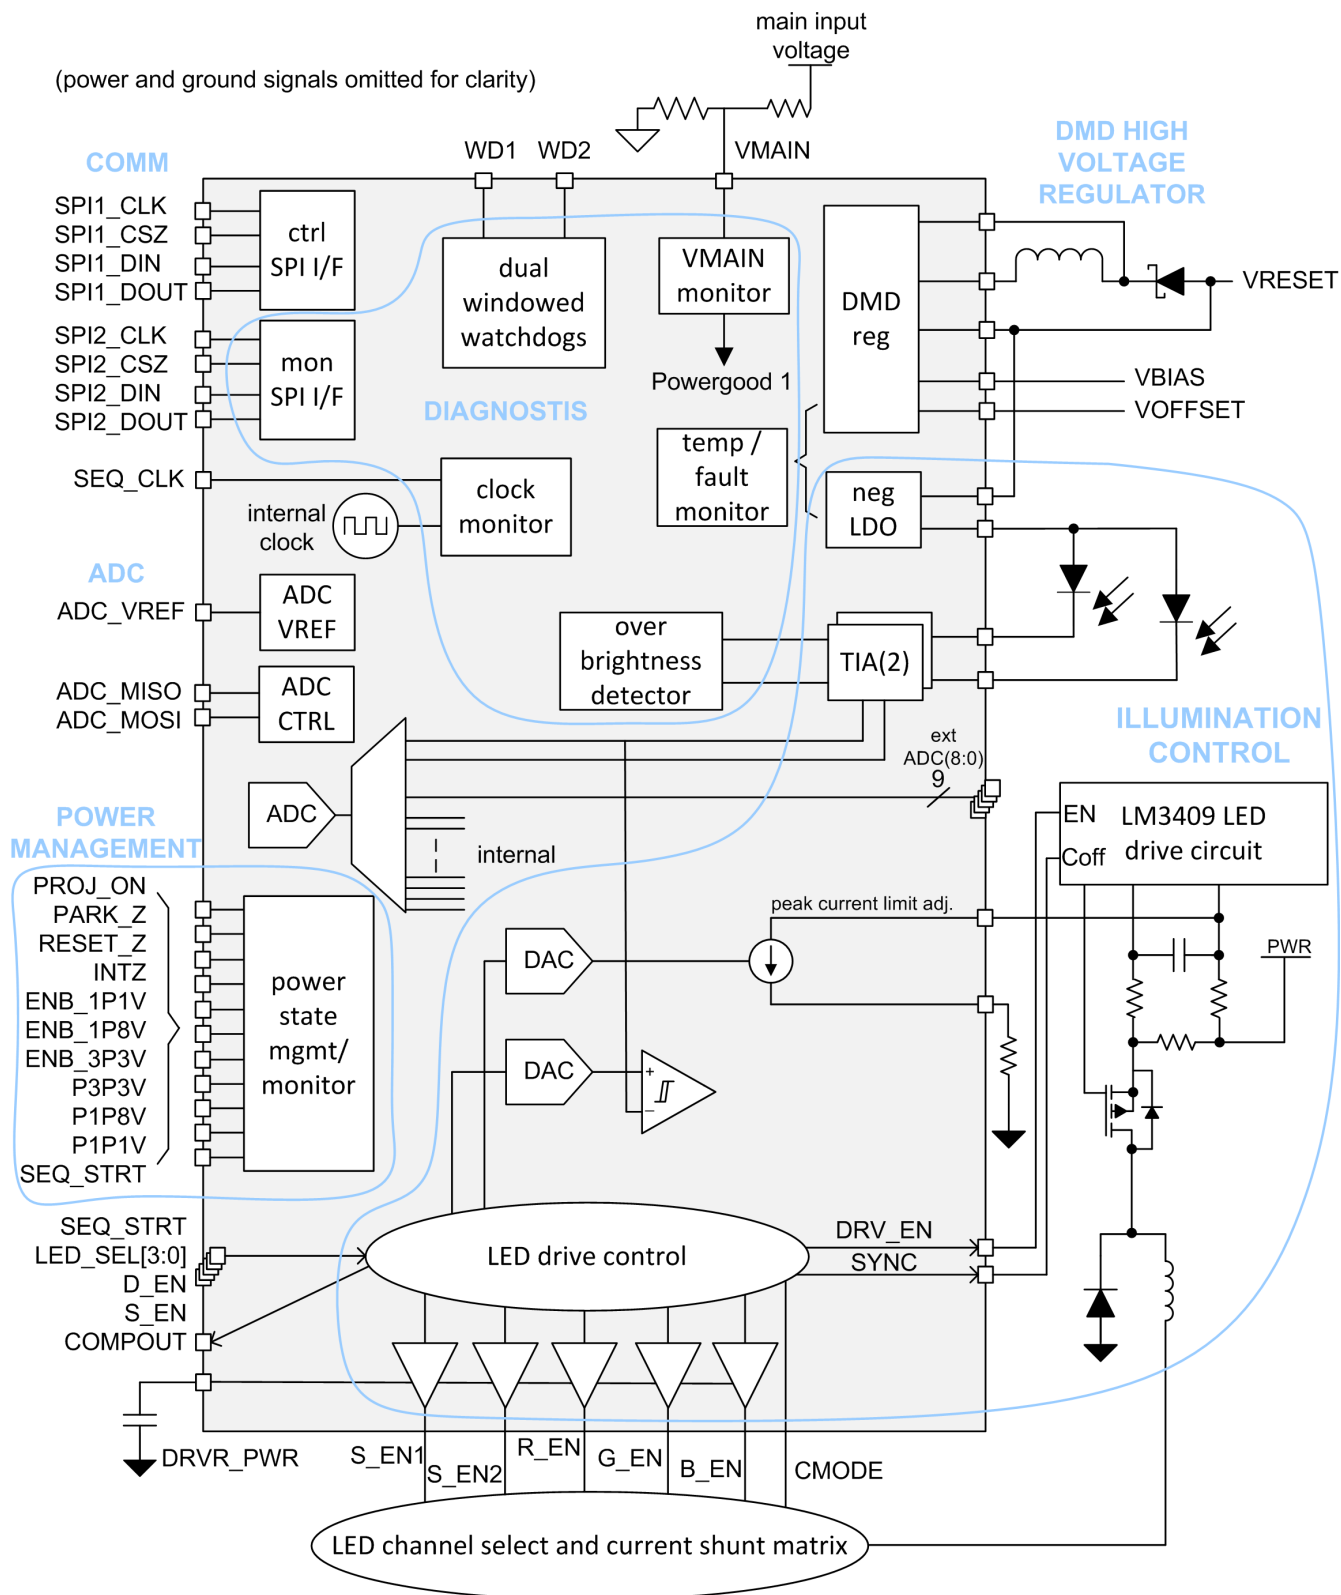 main input
voltage
(power and ground signals omitted for clarity)
COMM
WD1
WD2
VMAIN
DMD HIGH
VOLTAGE
REGULATOR
SPI1_CLK
SPI1_CSZ
SPI1_DIN
SPI1_DOUT
ctrl
SPI I/F
SPI2_CLK
SPI2_CSZ
SPI2_DIN
SPI2_DOUT
mon
SPI I/F
dual
windowed
watchdogs
VMAIN
monitor
Powergood 1
DMD
reg
VRESET
VBIAS
VOFFSET
DIAGNOSTIS
temp /
fault
monitor
neg
LDO
SEQ_CLK
internal
clock
clock
monitor
ADC
ADC_VREF
ADC
VREF
ADC_MISO
ADC_MOSI
ADC
CTRL
over
brightness
detector
TIA(2)
ext
ADC(8:0)
9
ADC
internal
ILLUMINATION
CONTROL
EN
Coff
LM3409 LED
drive circuit
POWER
MANAGEMENT
PROJ_ON
PARK_Z
RESET_Z
INTZ
ENB_1P1V
ENB_1P8V
ENB_3P3V
P3P3V
P1P8V
P1P1V
SEQ_STRT
power
state
mgmt/
monitor
peak current limit adj.
DAC
DAC
+
–
PWR
SEQ_STRT
LED_SEL[3:0]
D_EN
S_EN
COMPOUT
LED drive control
DRV_EN
SYNC
DRVR_PWR
S_EN1
S_EN2
R_EN
G_EN
B_EN
CMODE
LED channel select and current shunt matrix